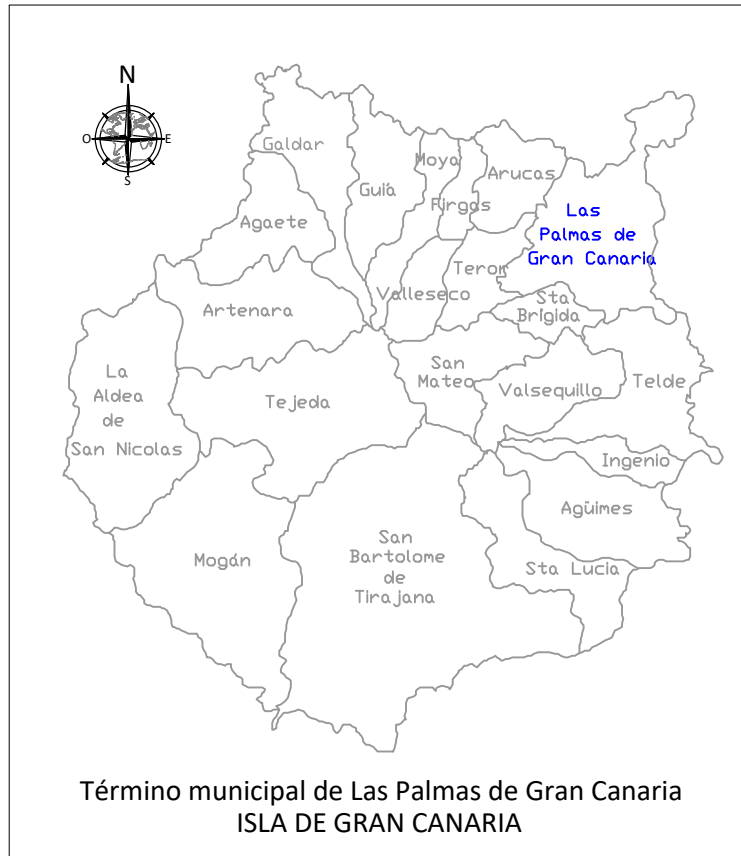 N
O
E
S
Galdar
Guía
Moya
Firgas
Arucas
Las
Palmas de
Gran Canaria
Agaete
Teror
Valleseco
Sta
Brígida
Artenara
La
Aldea
de
San Nicolas
Tejeda
San
Mateo
Valsequillo
Telde
Ingenio
Agüimes
Mogán
San
Bartolome
de
Tirajana
Sta Lucia
Término municipal de Las Palmas de Gran Canaria
ISLA DE GRAN CANARIA